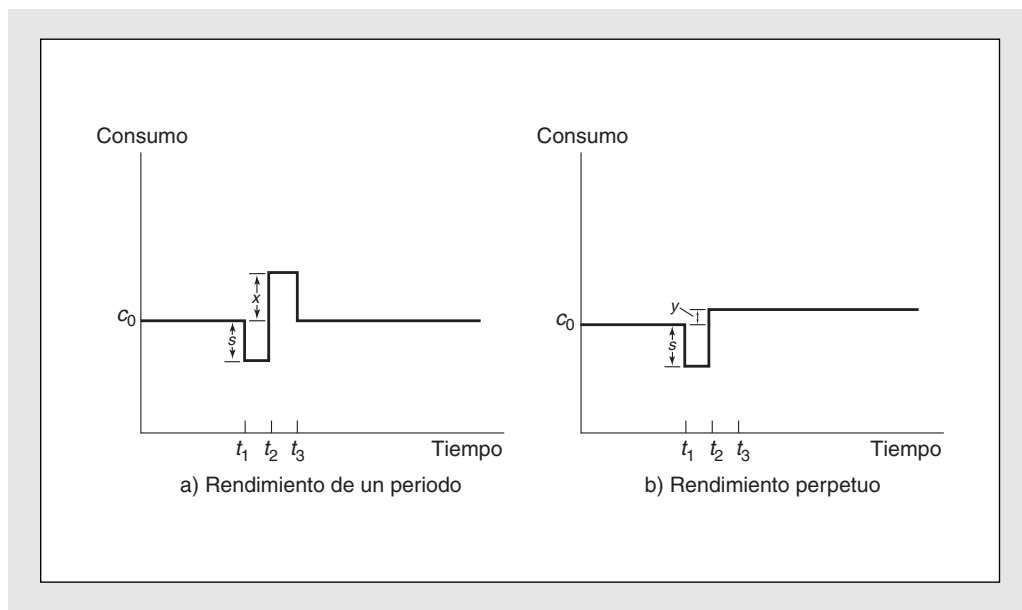 Consumo
c0
x
s
t1 t2 t3
Tiempo
a) Rendimiento de un periodo
Consumo
c0
y
s
t1 t2 t3
Tiempo
b) Rendimiento perpetuo